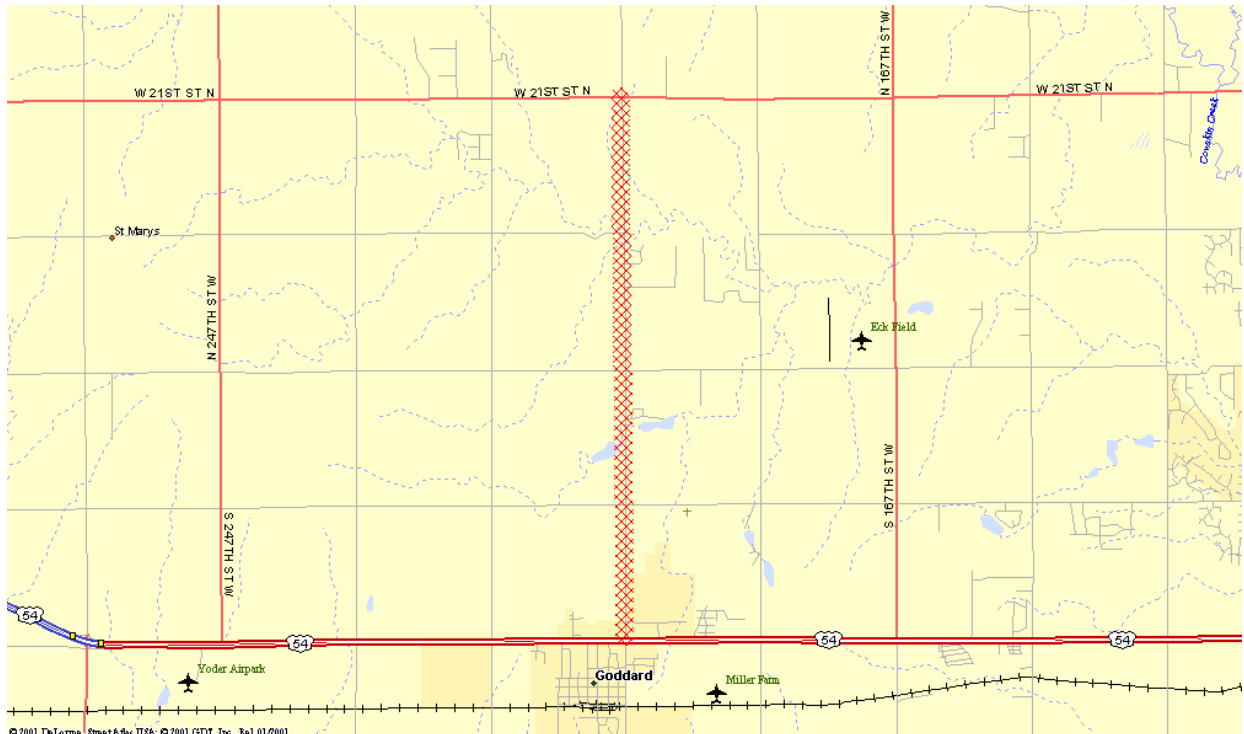 N 167TH ST W
W 21ST ST N
W 21ST ST N
W 21ST ST N
Cowskin Creek
St Marys
N 247TH ST W
Eck Field
S 167TH ST W
S 247TH ST W
54
54
54
54
Yoder Airpark
Goddard
Miller Farm
© 2001 DeLorme. Street Atlas USA; © 2001 GDT, Inc., Rel. 01/2001